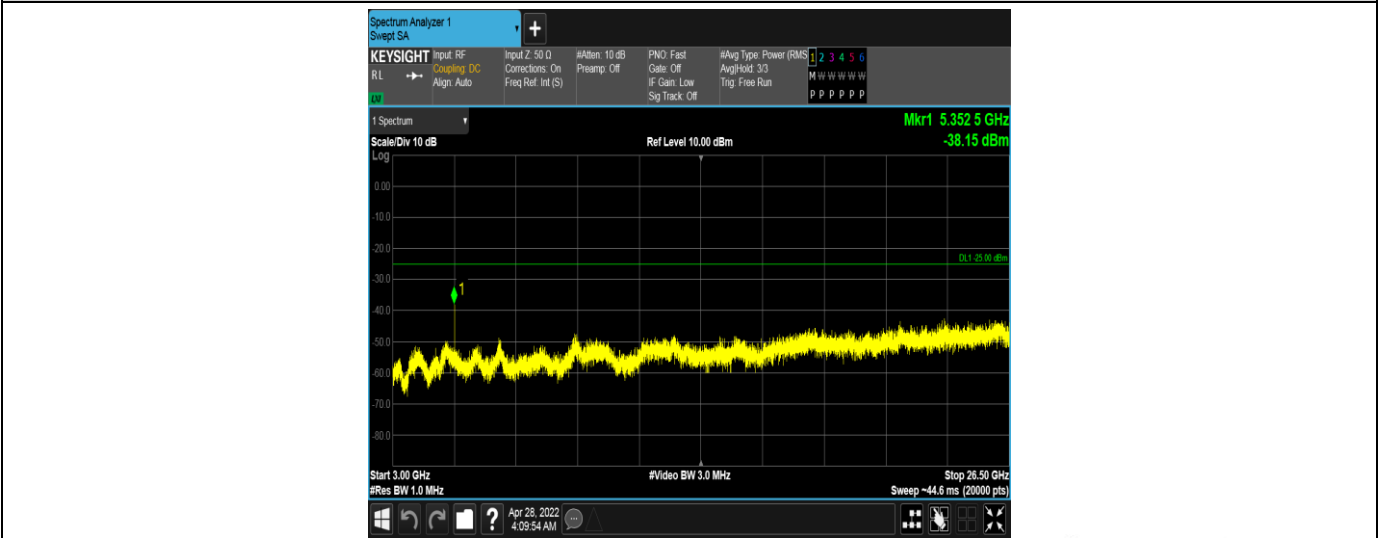 Spectrum Analyzer 1
Swept SA
+
KEYSIGHT
RL
Input: RF
Coupling: DC
Align: Auto
Input Z: 50 Ω
Corrections: On
Freq Ref: Int (S)
#Atten: 10 dB
Preamp: Off
PNO: Fast
Gate: Off
IF Gain: Low
Sig Track: Off
#Avg Type: Power (RMS
Avg|Hold: 3/3
Trig: Free Run
1 2 3 4 5 6
M W W W W W
P P P P P P
1 Spectrum
Mkr1 5.352 5 GHz
Scale/Div 10 dB
Ref Level 10.00 dBm
-38.15 dBm
Log
0.00
-10.0
-20.0
DL1 -25.00 dBm
-30.0
1
-40.0
-50.0
-60.0
-70.0
-80.0
Start 3.00 GHz
#Video BW 3.0 MHz
Stop 26.50 GHz
#Res BW 1.0 MHz
Sweep ~44.6 ms (20000 pts)
?
Apr 28, 2022
4:09:54 AM